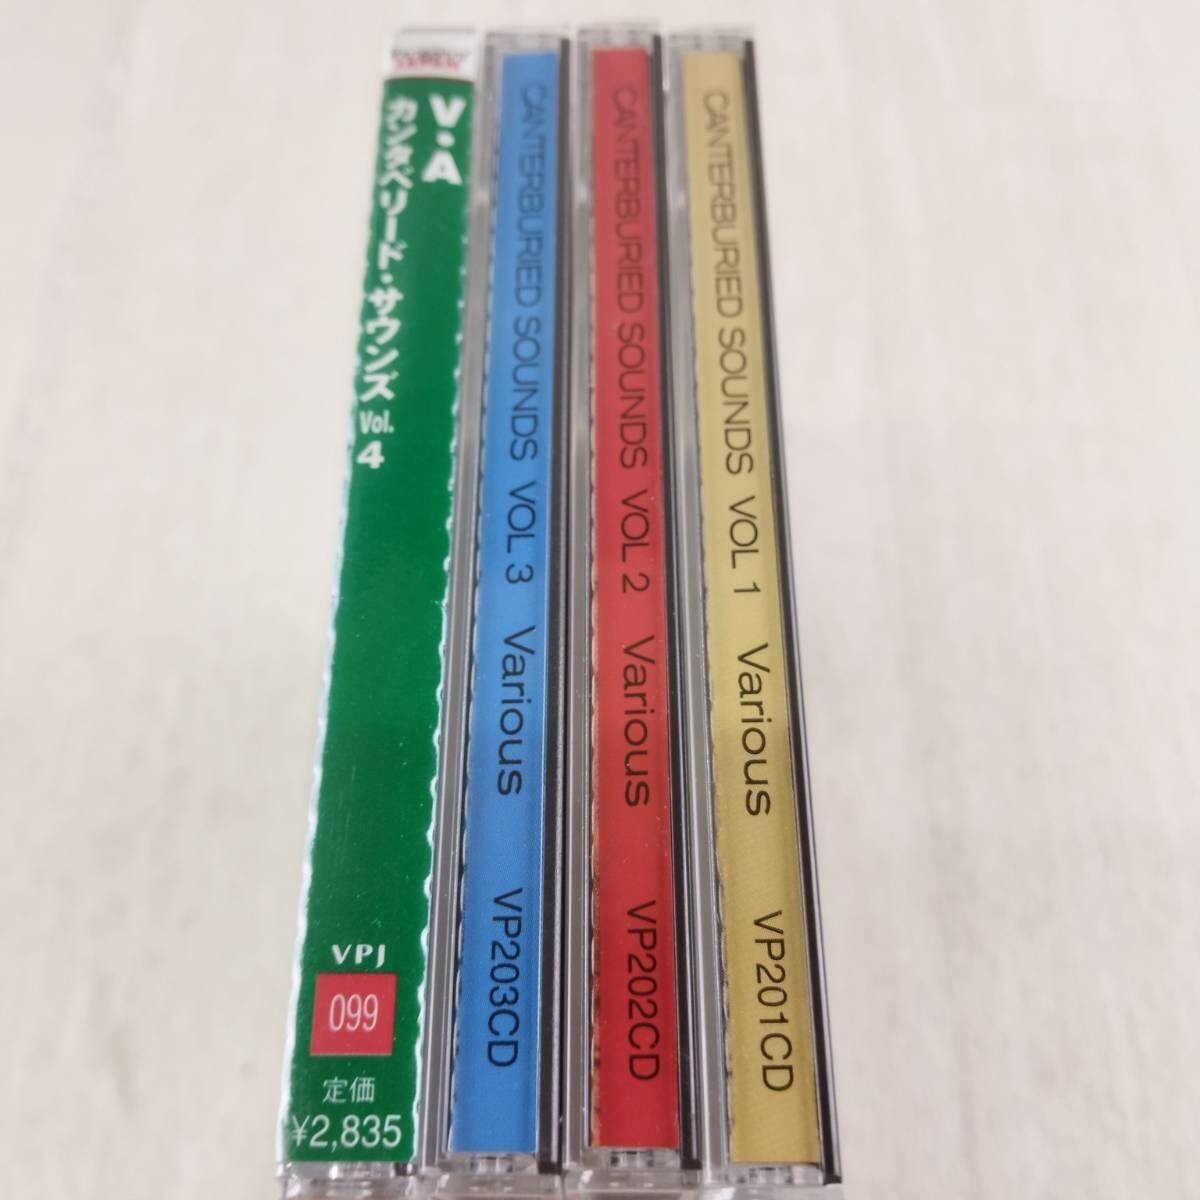 V・A
カンタベリード・サウンズ Vol. 4
VPJ
099
定価
¥2,835
CANTERBURIED SOUNDS VOL 3 Various VP203CD
CANTERBURIED SOUNDS VOL 2 Various VP202CD
CANTERBURIED SOUNDS VOL 1 Various VP201CD